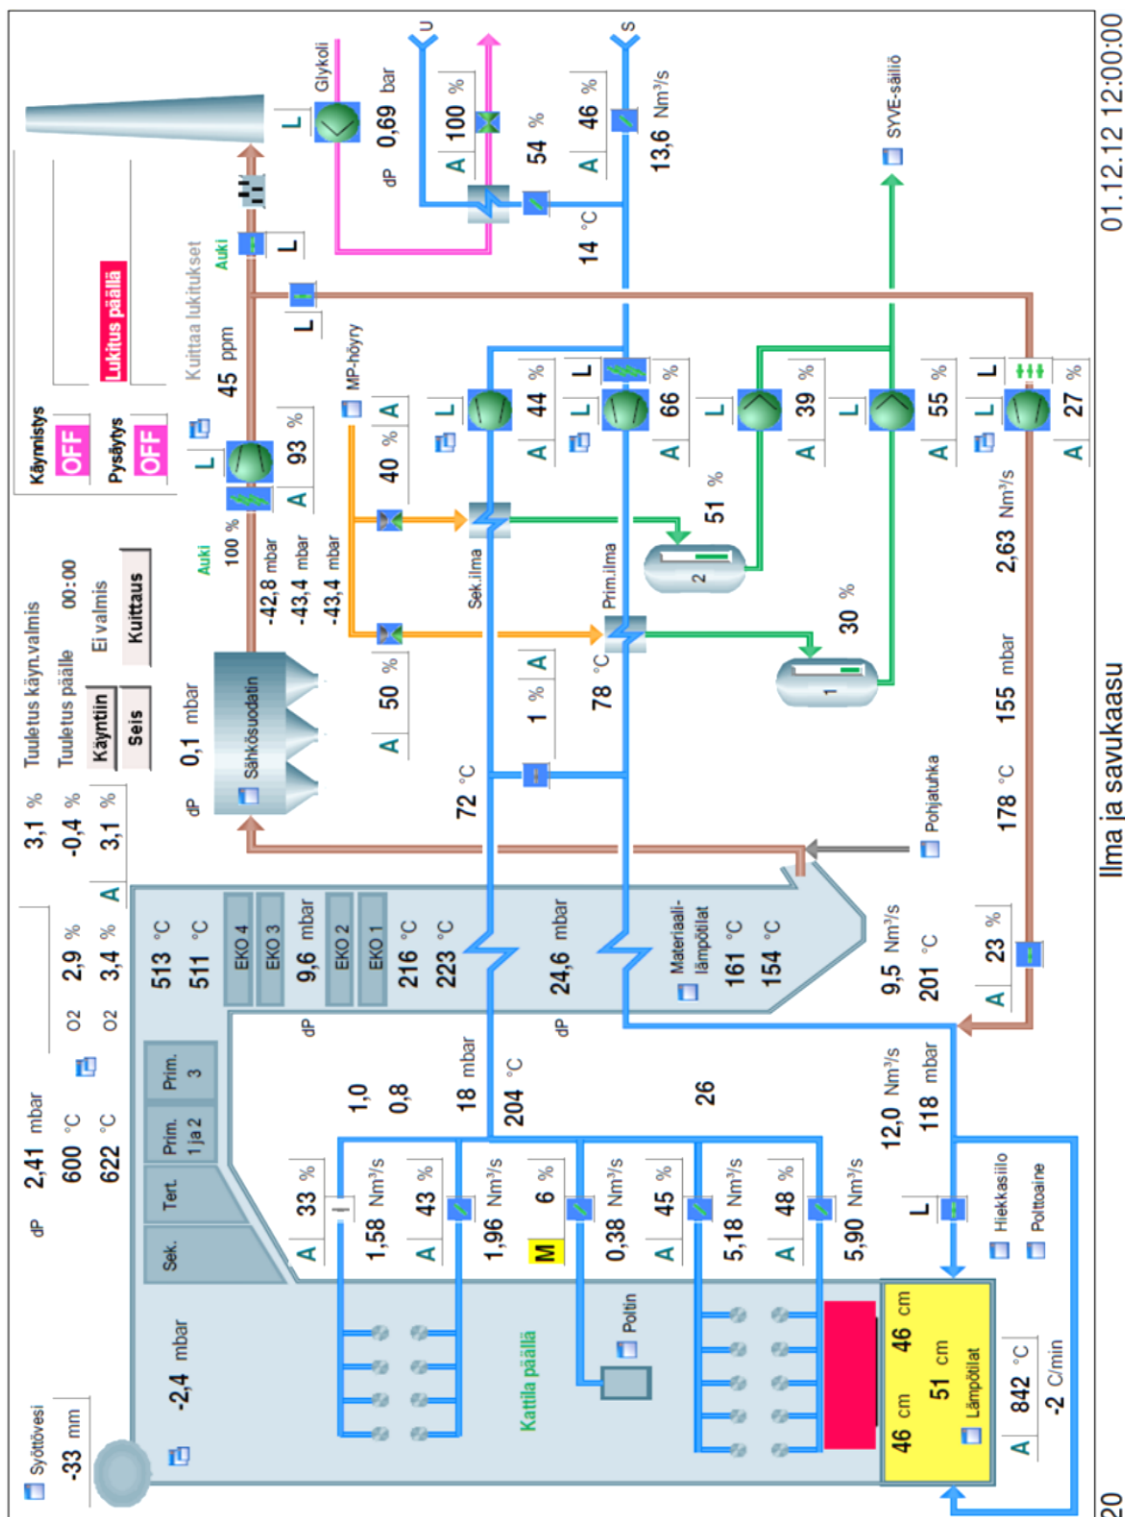 Syöttövesi
-33 mm
-2,4 mbar
dP 2,41 mbar
600 °C
622 °C
O2 2,9 %
O2 3,4 %
3,1 %
-0,4 %
A 3,1 %
Tuuletus käyn.valmis
Tuuletus päälle 00:00
Ei valmis
Käyntiin
Seis
Kuittaus
Käynnistys
OFF
Pysäytys
OFF
Lukitus päällä
Kuittaa lukitukset
Sek.
Tert.
Prim.
1 ja 2
Prim.
3
513 °C
511 °C
EKO 4
EKO 3
dP 9,6 mbar
EKO 2
EKO 1
216 °C
223 °C
dP 24,6 mbar
Materiaali-
lämpötilat
161 °C
154 °C
dP 0,1 mbar
Sähkösuodatin
Auki
100 %
-42,8 mbar
-43,4 mbar
-43,4 mbar
L
A 93 %
45 ppm
Auki
L
L
L
Glykoli
dP 0,69 bar
A 100 %
54 %
U
S
A 46 %
13,6 Nm³/s
14 °C
MP-höyry
A 50 %
40 % A
Sek.ilma
Prim.ilma
72 °C
1 % A
78 °C
L
A 44 %
L
L
A 66 %
2
51 %
L
A 39 %
1
30 %
L
A 55 %
SYVE-säiliö
L
L
A 27 %
2,63 Nm³/s
155 mbar
178 °C
Pohjatuhka
A 23 %
9,5 Nm³/s
201 °C
12,0 Nm³/s
118 mbar
1,0
0,8
18 mbar
204 °C
26
A 33 %
1,58 Nm³/s
A 43 %
1,96 Nm³/s
M 6 %
0,38 Nm³/s
A 45 %
5,18 Nm³/s
A 48 %
5,90 Nm³/s
Kattila päällä
Poltin
L
Hiekkasiilo
Polttoaine
46 cm
46 cm
51 cm
Lämpötilat
A 842 °C
-2 C/min
20
Ilma ja savukaasu
01.12.12 12:00:00